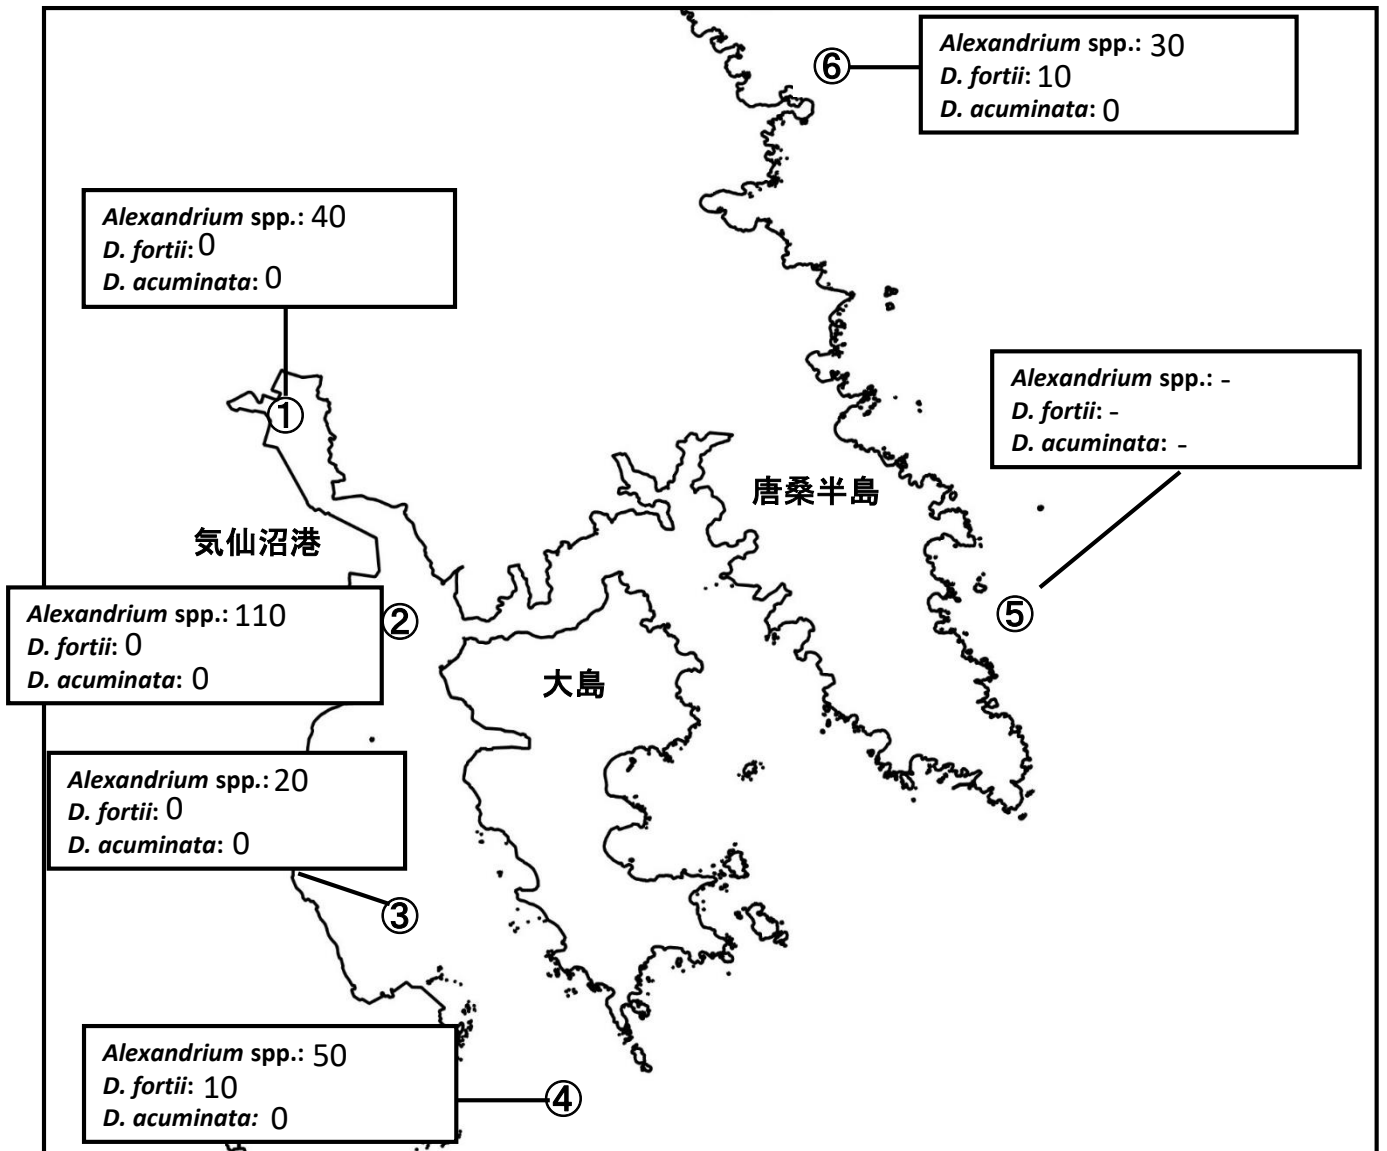 ⑥
Alexandrium spp.: 30
D. fortii: 10
D. acuminata: 0
Alexandrium spp.: 40
D. fortii: 0
D. acuminata: 0
①
Alexandrium spp.: -
D. fortii: -
D. acuminata: -
唐桑半島
気仙沼港
⑤
Alexandrium spp.: 110
D. fortii: 0
D. acuminata: 0
②
大島
Alexandrium spp.: 20
D. fortii: 0
D. acuminata: 0
③
Alexandrium spp.: 50
D. fortii: 10
D. acuminata: 0
④